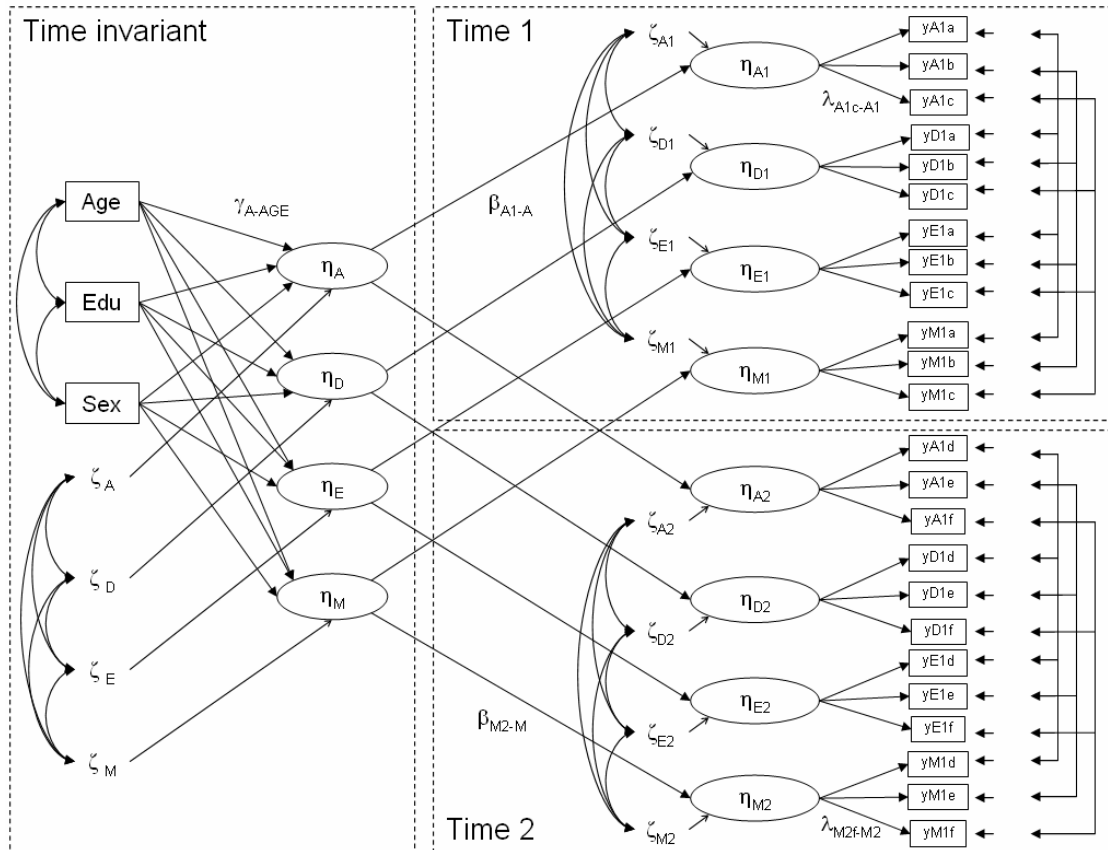 Time invariant
Age
Edu
Sex
γA-AGE
ηA
ηD
ηE
ηM
ζA
ζD
ζE
ζM
βA1-A
βM2-M
Time 1
ζA1
ζD1
ζE1
ζM1
ηA1
ηD1
ηE1
ηM1
λA1c-A1
yA1a
yA1b
yA1c
yD1a
yD1b
yD1c
yE1a
yE1b
yE1c
yM1a
yM1b
yM1c
Time 2
ζA2
ζD2
ζE2
ζM2
ηA2
ηD2
ηE2
ηM2
λM2f-M2
yA1d
yA1e
yA1f
yD1d
yD1e
yD1f
yE1d
yE1e
yE1f
yM1d
yM1e
yM1f